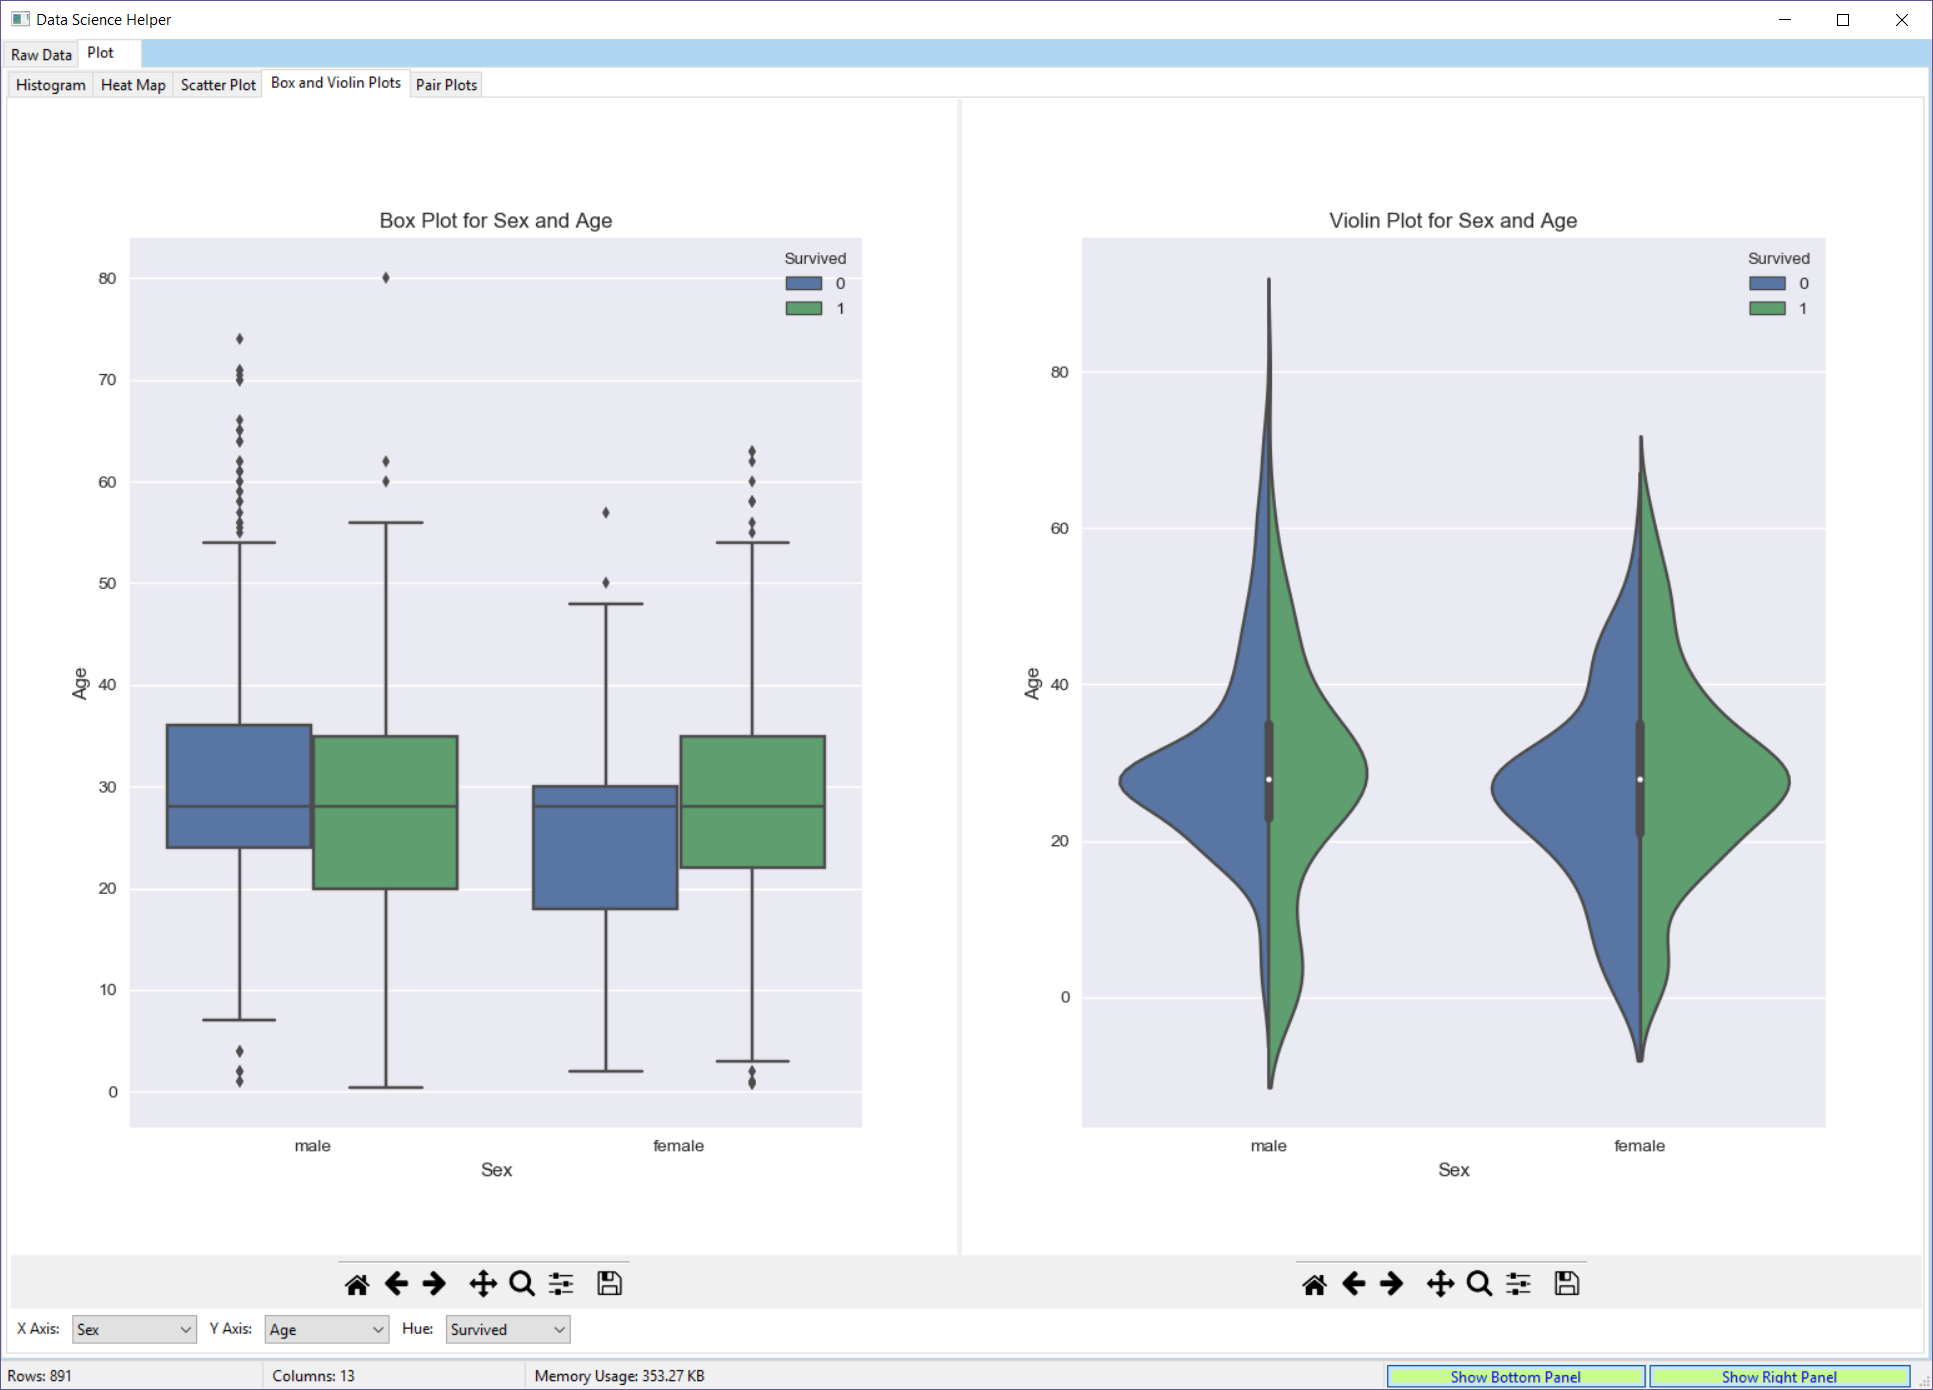 Data Science Helper
Raw Data Plot
Histogram Heat Map Scatter Plot Box and Violin Plots Pair Plots
Box Plot for Sex and Age
Survived
0
1
80
70
60
50
40
30
20
10
0
Age
male female
Sex
Violin Plot for Sex and Age
Survived
0
1
80
60
40
20
0
Age
male female
Sex
X Axis: Sex Y Axis: Age Hue: Survived
Rows: 891 Columns: 13 Memory Usage: 353.27 KB Show Bottom Panel Show Right Panel